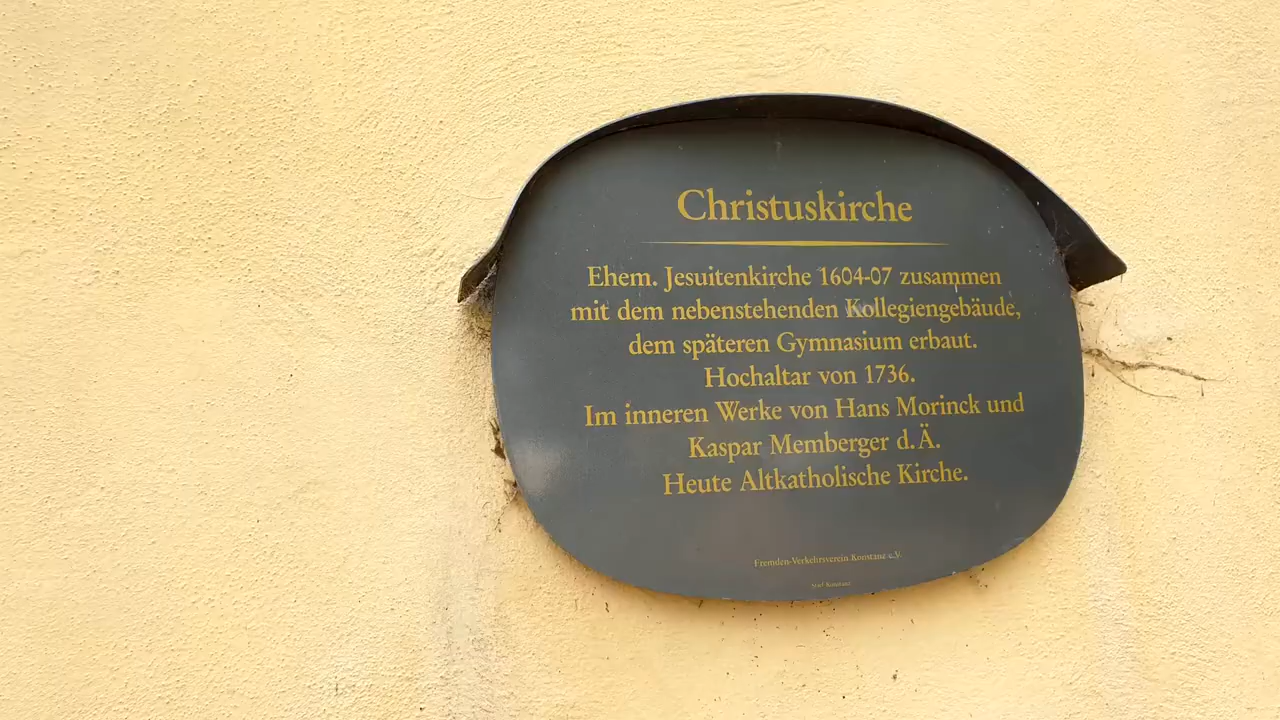 Christuskirche
Ehem. Jesuitenkirche 1604-07 zusammen
mit dem nebenstehenden Kollegiengebäude,
dem späteren Gymnasium erbaut.
Hochaltar von 1736.
Im inneren Werke von Hans Morinck und
Kaspar Memberger d.Ä.
Heute Altkatholische Kirche.
Fremden-Verkehrsverein Konstanz e.V.
Konstanz